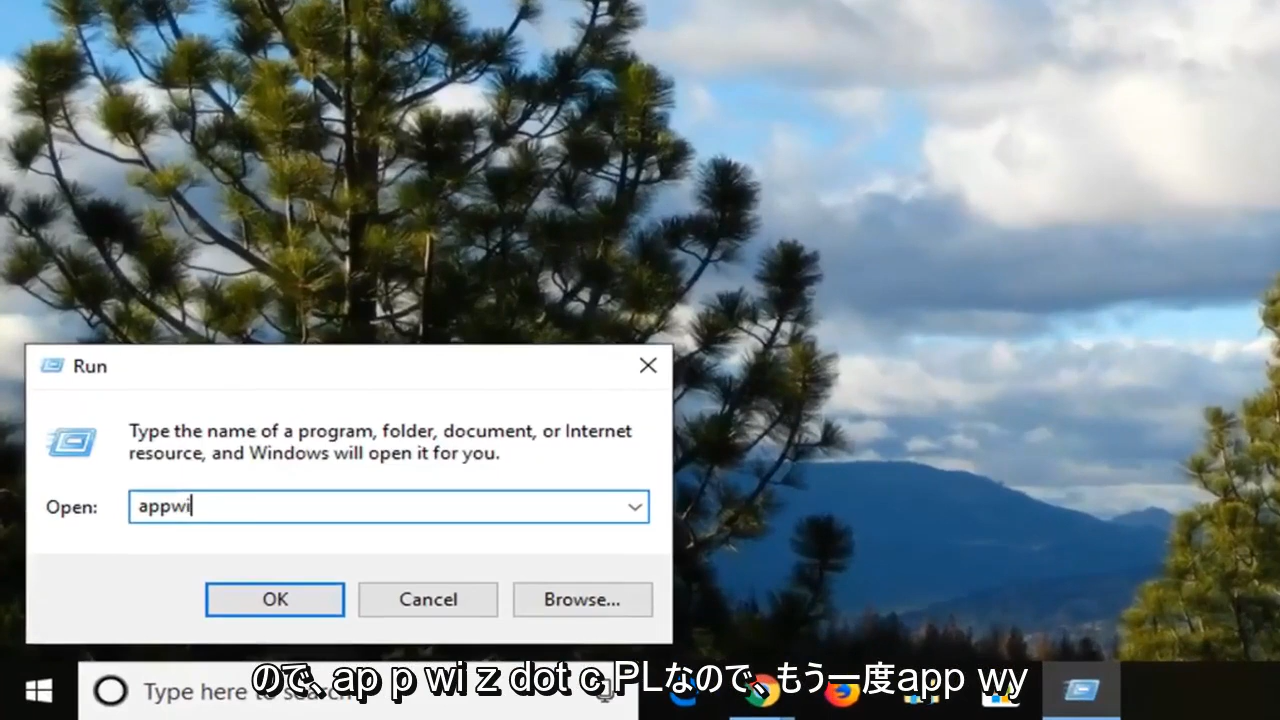 Run
Type the name of a program, folder, document, or Internet
resource, and Windows will open it for you.
Open:
appwi
OK
Cancel
Browse...
Type here to search
ので、ap p wi z dot c PLなので、もう一度app wy